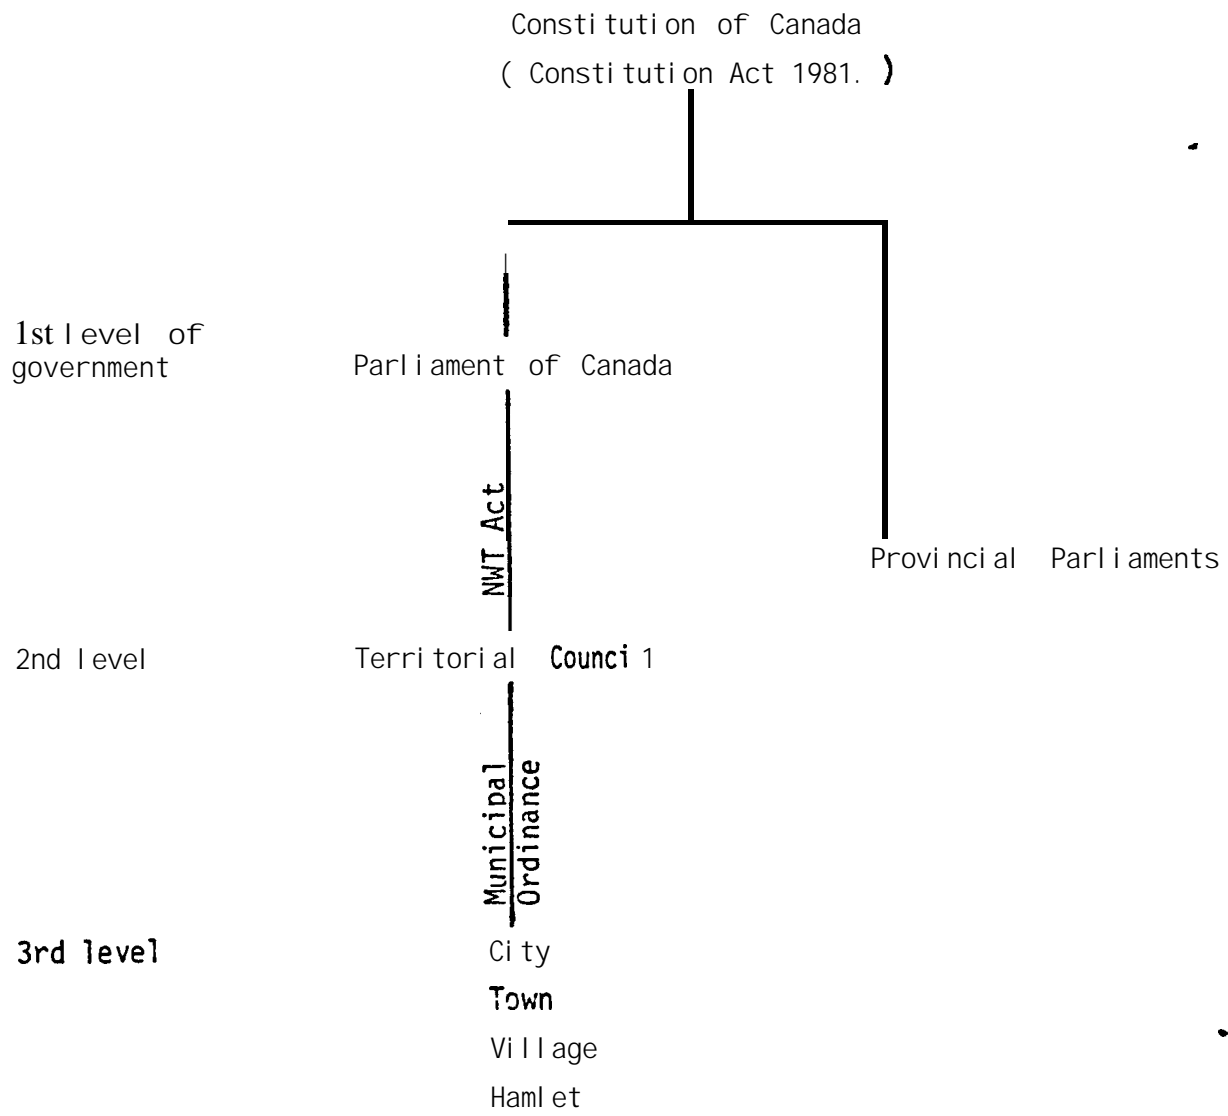 Constitution of Canada
( Constitution Act 1981. )
1st level of
government
Parliament of Canada
NWT Act
Provincial Parliaments
2nd level
Territorial Council
Municipal
Ordinance
3rd level
City
Town
Village
Hamlet